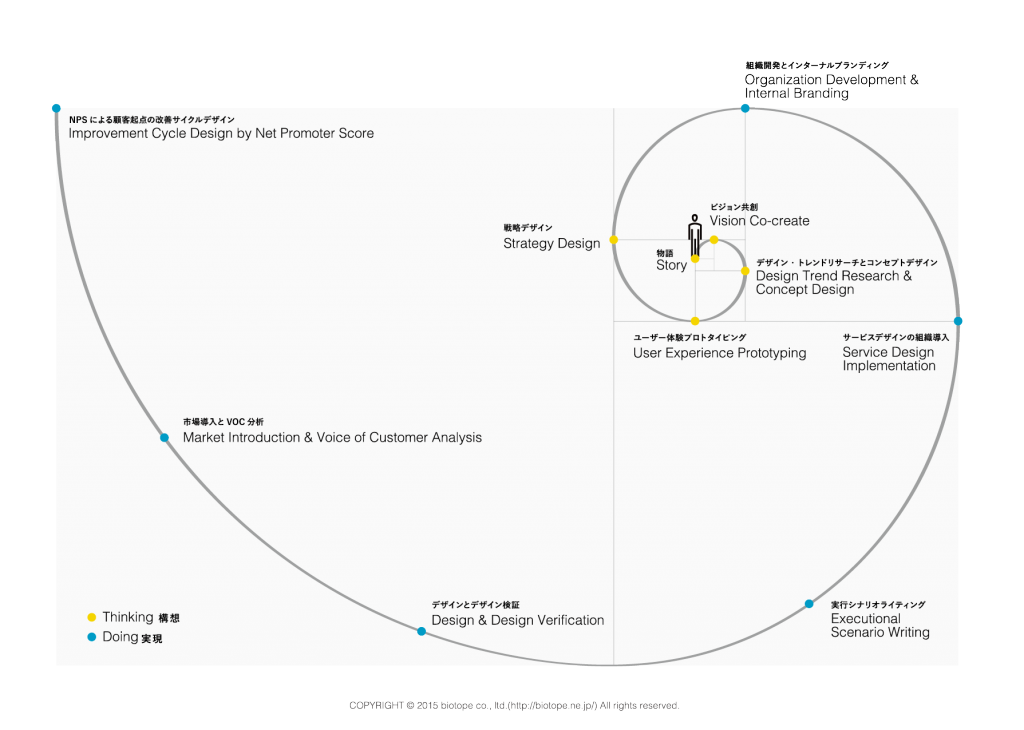 組織開発とインターナルブランディング
Organization Development &
Internal Branding
NPS による顧客起点の改善サイクルデザイン
Improvement Cycle Design by Net Promoter Score
ビジョン共創
Vision Co-create
戦略デザイン
Strategy Design
物語
Story
デザイン・トレンドリサーチとコンセプトデザイン
Design Trend Research &
Concept Design
ユーザー体験プロトタイピング
User Experience Prototyping
サービスデザインの組織導入
Service Design
Implementation
市場導入と VOC 分析
Market Introduction & Voice of Customer Analysis
デザインとデザイン検証
Design & Design Verification
実行シナリオライティング
Executional
Scenario Writing
Thinking 構想
Doing 実現
COPYRIGHT © 2015 biotope co., ltd.(http://biotope.ne.jp/) All rights reserved.